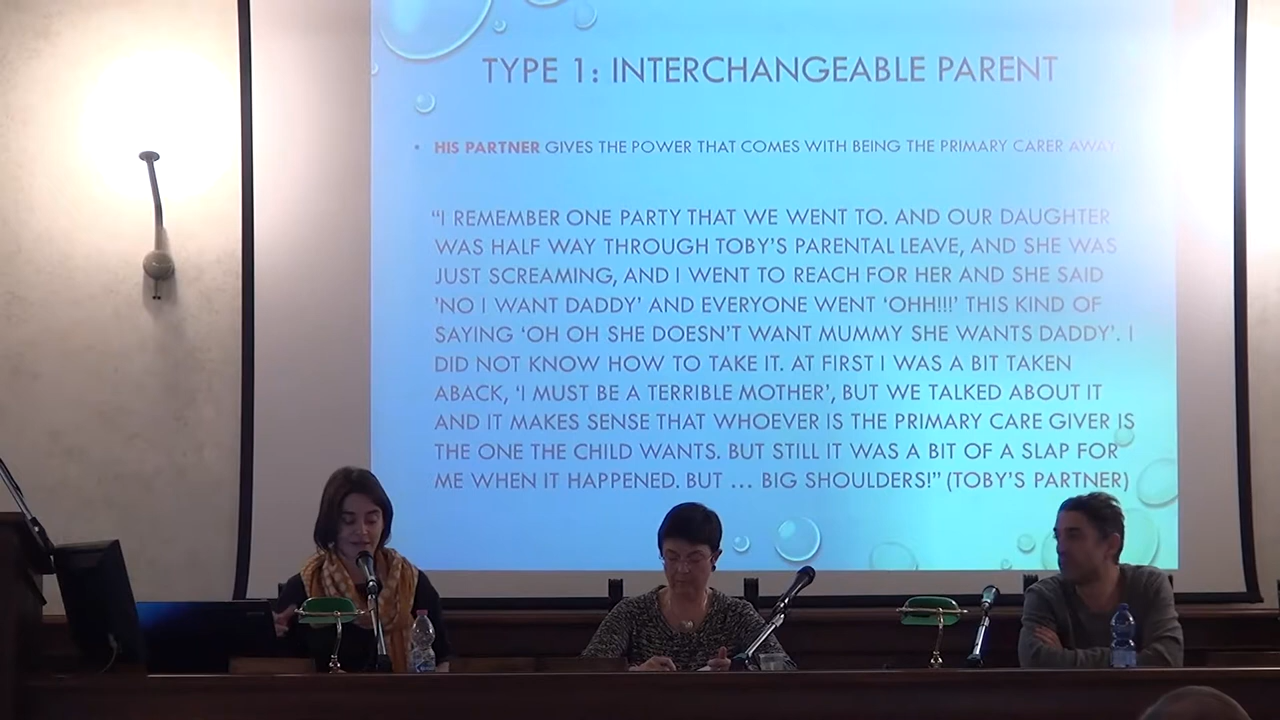 TYPE 1: INTERCHANGEABLE PARENT
• HIS PARTNER GIVES THE POWER THAT COMES WITH BEING THE PRIMARY CARER AWAY
“I REMEMBER ONE PARTY THAT WE WENT TO. AND OUR DAUGHTER
WAS HALF WAY THROUGH TOBY’S PARENTAL LEAVE, AND SHE WAS
JUST SCREAMING, AND I WENT TO REACH FOR HER AND SHE SAID
’NO I WANT DADDY’ AND EVERYONE WENT ‘OHH!!!’ THIS KIND OF
SAYING ‘OH OH SHE DOESN’T WANT MUMMY SHE WANTS DADDY’. I
DID NOT KNOW HOW TO TAKE IT. AT FIRST I WAS A BIT TAKEN
ABACK, ‘I MUST BE A TERRIBLE MOTHER’, BUT WE TALKED ABOUT IT
AND IT MAKES SENSE THAT WHOEVER IS THE PRIMARY CARE GIVER IS
THE ONE THE CHILD WANTS. BUT STILL IT WAS A BIT OF A SLAP FOR
ME WHEN IT HAPPENED. BUT … BIG SHOULDERS!” (TOBY’S PARTNER)